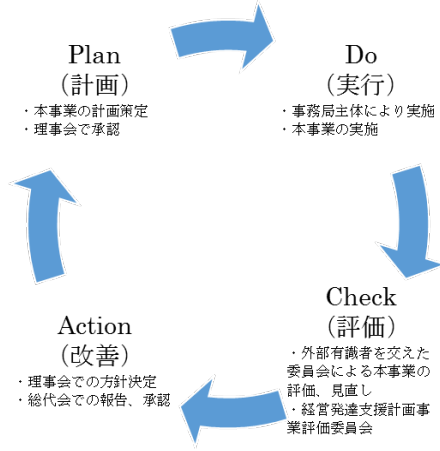 Plan
（計画）
・本事業の計画策定
・理事会で承認
Do
（実行）
・事務局主体により実施
・本事業の実施
Check
（評価）
・外部有識者を交えた
委員会による本事業の
評価、見直し
・経営発達支援計画事
業評価委員会
Action
（改善）
・理事会での方針決定
・総代会での報告、承認